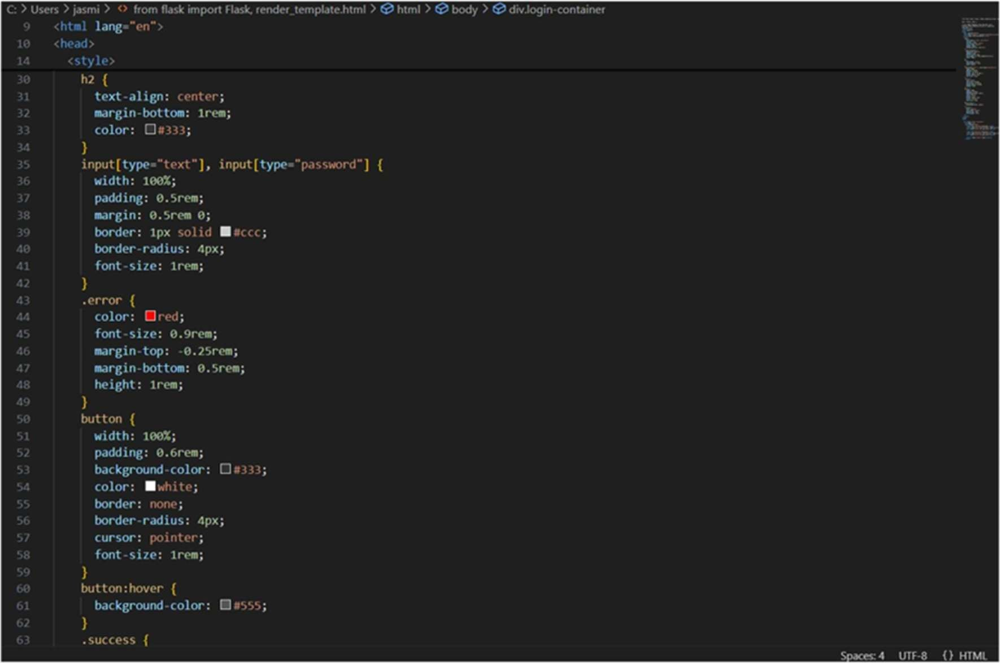 C: > Users > jasmi > <> from flask import Flask, render_template.html > html > body > div.login-container
9 <html lang="en">
10 <head>
14 <style>
30 h2 {
31 text-align: center;
32 margin-bottom: 1rem;
33 color: #333;
34 }
35 input[type="text"], input[type="password"] {
36 width: 100%;
37 padding: 0.5rem;
38 margin: 0.5rem 0;
39 border: 1px solid #ccc;
40 border-radius: 4px;
41 font-size: 1rem;
42 }
43 .error {
44 color: red;
45 font-size: 0.9rem;
46 margin-top: -0.25rem;
47 margin-bottom: 0.5rem;
48 height: 1rem;
49 }
50 button {
51 width: 100%;
52 padding: 0.6rem;
53 background-color: #333;
54 color: white;
55 border: none;
56 border-radius: 4px;
57 cursor: pointer;
58 font-size: 1rem;
59 }
60 button:hover {
61 background-color: #555;
62 }
63 .success {
Spaces: 4 UTF-8 {} HTML